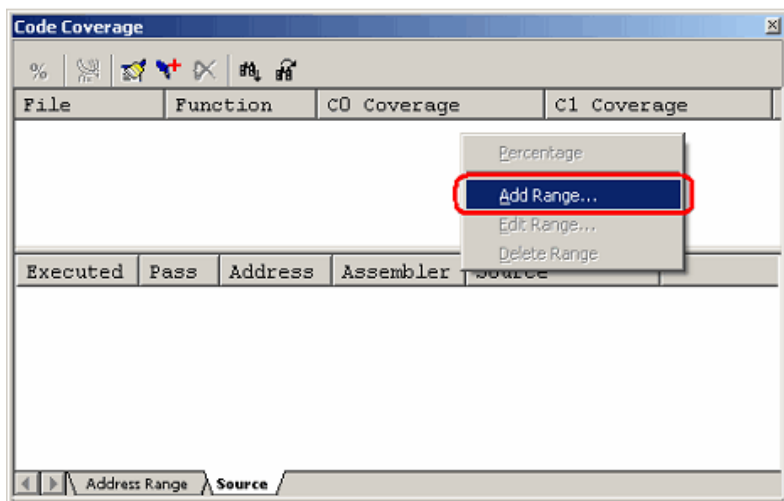 Code Coverage
%
File Function C0 Coverage C1 Coverage
Percentage
Add Range...
Edit Range...
Delete Range
Executed Pass Address Assembler Source
Address Range Source